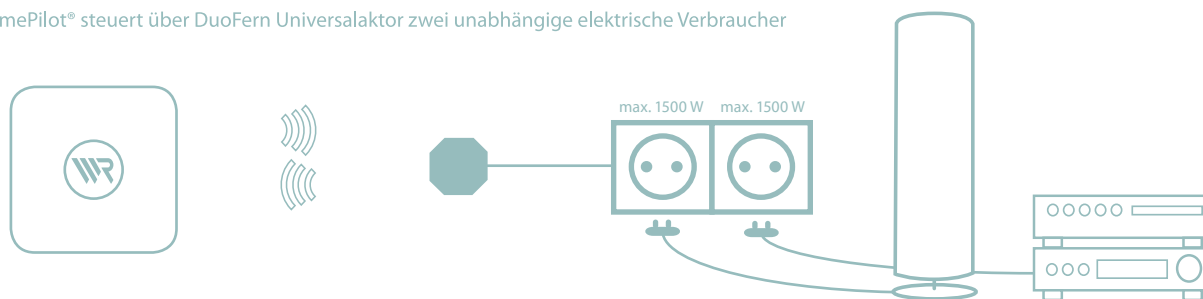 mePilot® steuert über DuoFern Universalaktor zwei unabhängige elektrische Verbraucher
max. 1500 W max. 1500 W